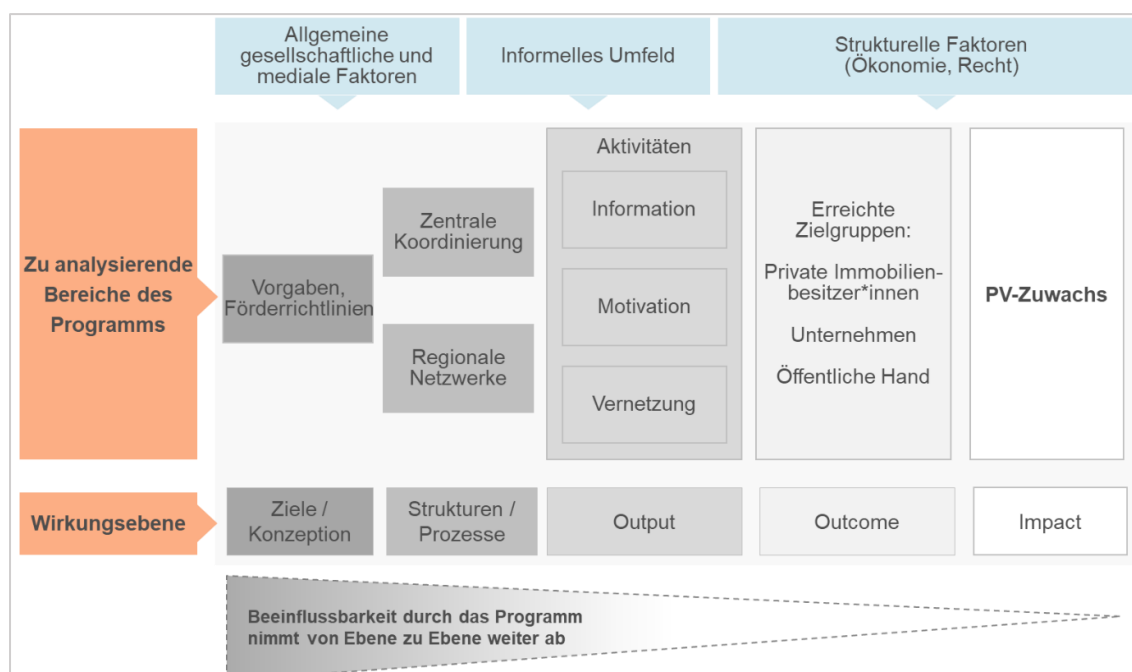 Allgemeine
gesellschaftliche und
mediale Faktoren
Informelles Umfeld
Strukturelle Faktoren
(Ökonomie, Recht)
Zu analysierende
Bereiche des
Programms
Vorgaben,
Förderrichtlinien
Zentrale
Koordinierung
Regionale
Netzwerke
Aktivitäten
Information
Motivation
Vernetzung
Erreichte
Zielgruppen:
Private Immobilien-
besitzer*innen
Unternehmen
Öffentliche Hand
PV-Zuwachs
Wirkungsebene
Ziele /
Konzeption
Strukturen /
Prozesse
Output
Outcome
Impact
Beeinflussbarkeit durch das Programm
nimmt von Ebene zu Ebene weiter ab